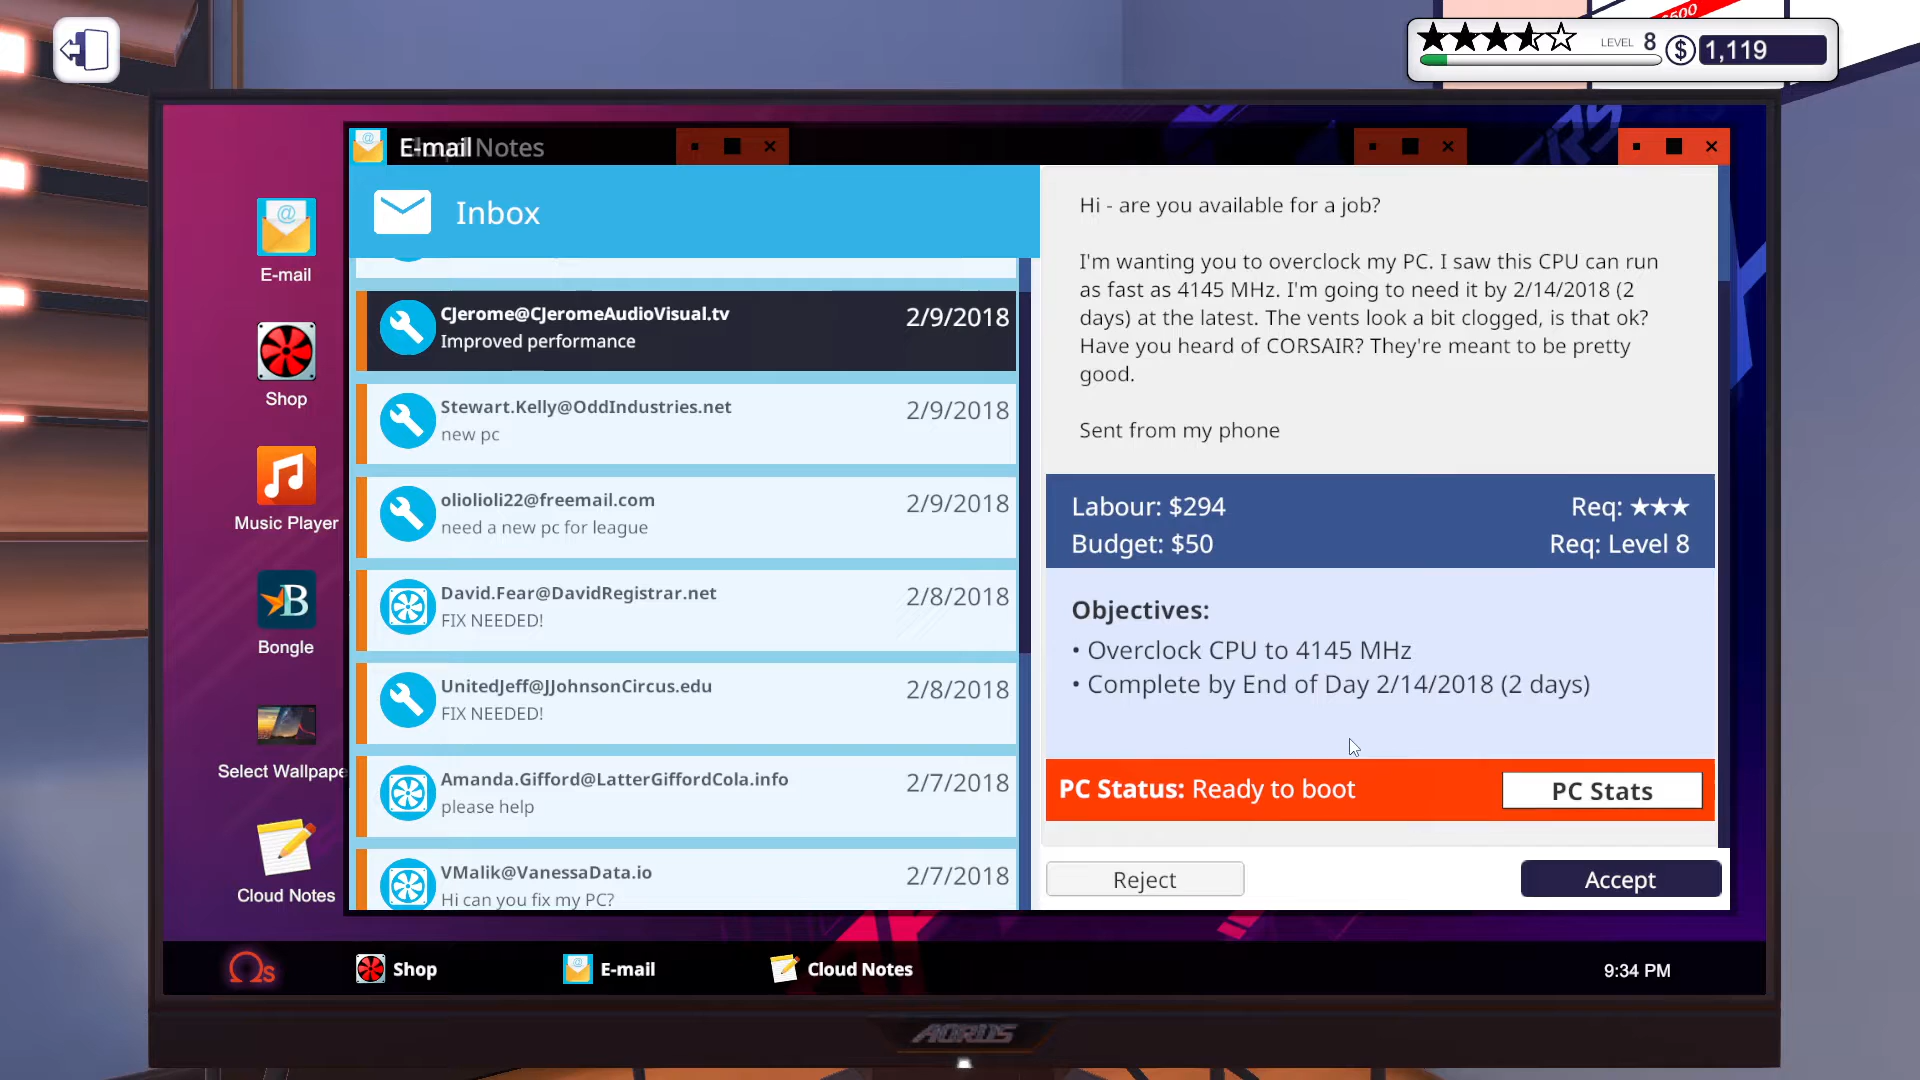 $500
LEVEL 8
$ 1,119
E-mail
Notes
Inbox
CJerome@CJeromeAudioVisual.tv 2/9/2018
Improved performance
Stewart.Kelly@OddIndustries.net 2/9/2018
new pc
oliolioli22@freemail.com 2/9/2018
need a new pc for league
David.Fear@DavidRegistrar.net 2/8/2018
FIX NEEDED!
UnitedJeff@JJohnsonCircus.edu 2/8/2018
FIX NEEDED!
Amanda.Gifford@LatterGiffordCola.info 2/7/2018
please help
VMalik@VanessaData.io 2/7/2018
Hi can you fix my PC?
Hi - are you available for a job?
I'm wanting you to overclock my PC. I saw this CPU can run
as fast as 4145 MHz. I'm going to need it by 2/14/2018 (2
days) at the latest. The vents look a bit clogged, is that ok?
Have you heard of CORSAIR? They're meant to be pretty
good.
Sent from my phone
Labour: $294 Req: ★★★
Budget: $50 Req: Level 8
Objectives:
• Overclock CPU to 4145 MHz
• Complete by End of Day 2/14/2018 (2 days)
PC Status: Ready to boot PC Stats
Reject Accept
E-mail
Shop
Music Player
B
Bongle
Select Wallpape
Cloud Notes
Ωs Shop E-mail Cloud Notes 9:34 PM
AORUS